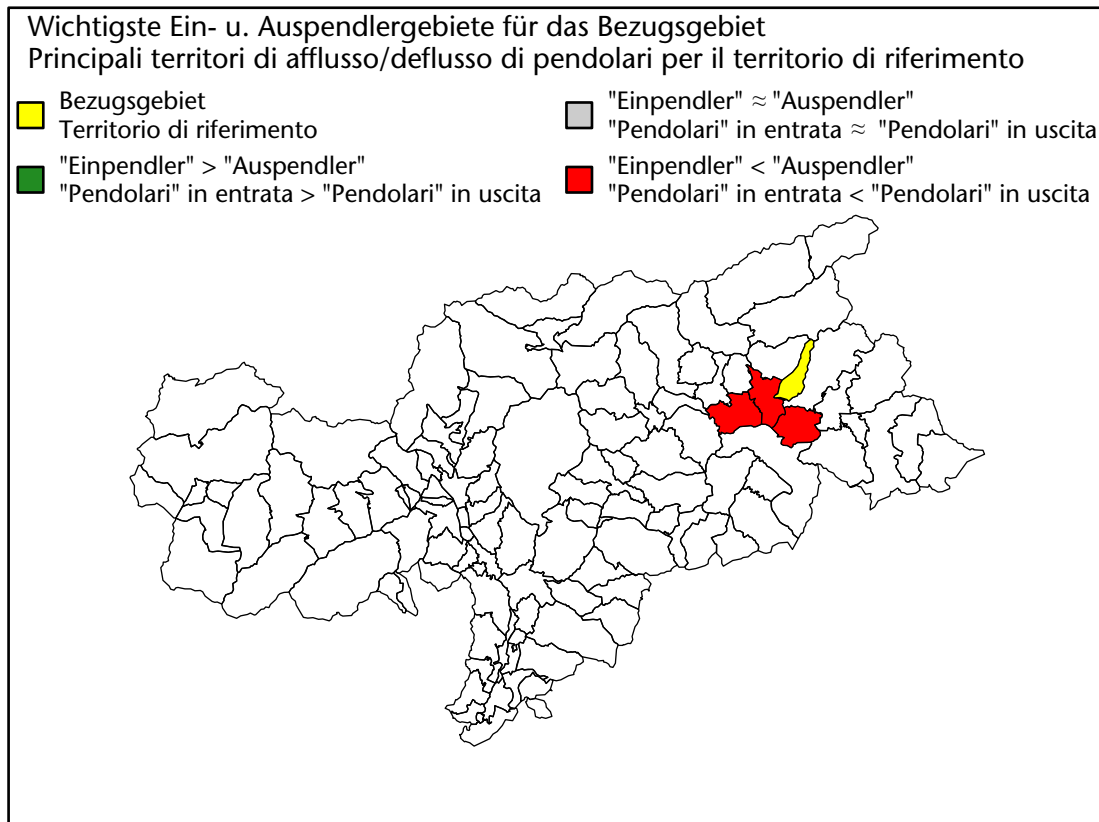 Wichtigste Ein- u. Auspendlergebiete für das Bezugsgebiet
Principali territori di afflusso/deflusso di pendolari per il territorio di riferimento
Bezugsgebiet
Territorio di riferimento
"Einpendler" > "Auspendler"
"Pendolari" in entrata > "Pendolari" in uscita
"Einpendler" ≈ "Auspendler"
"Pendolari" in entrata ≈ "Pendolari" in uscita
"Einpendler" < "Auspendler"
"Pendolari" in entrata < "Pendolari" in uscita